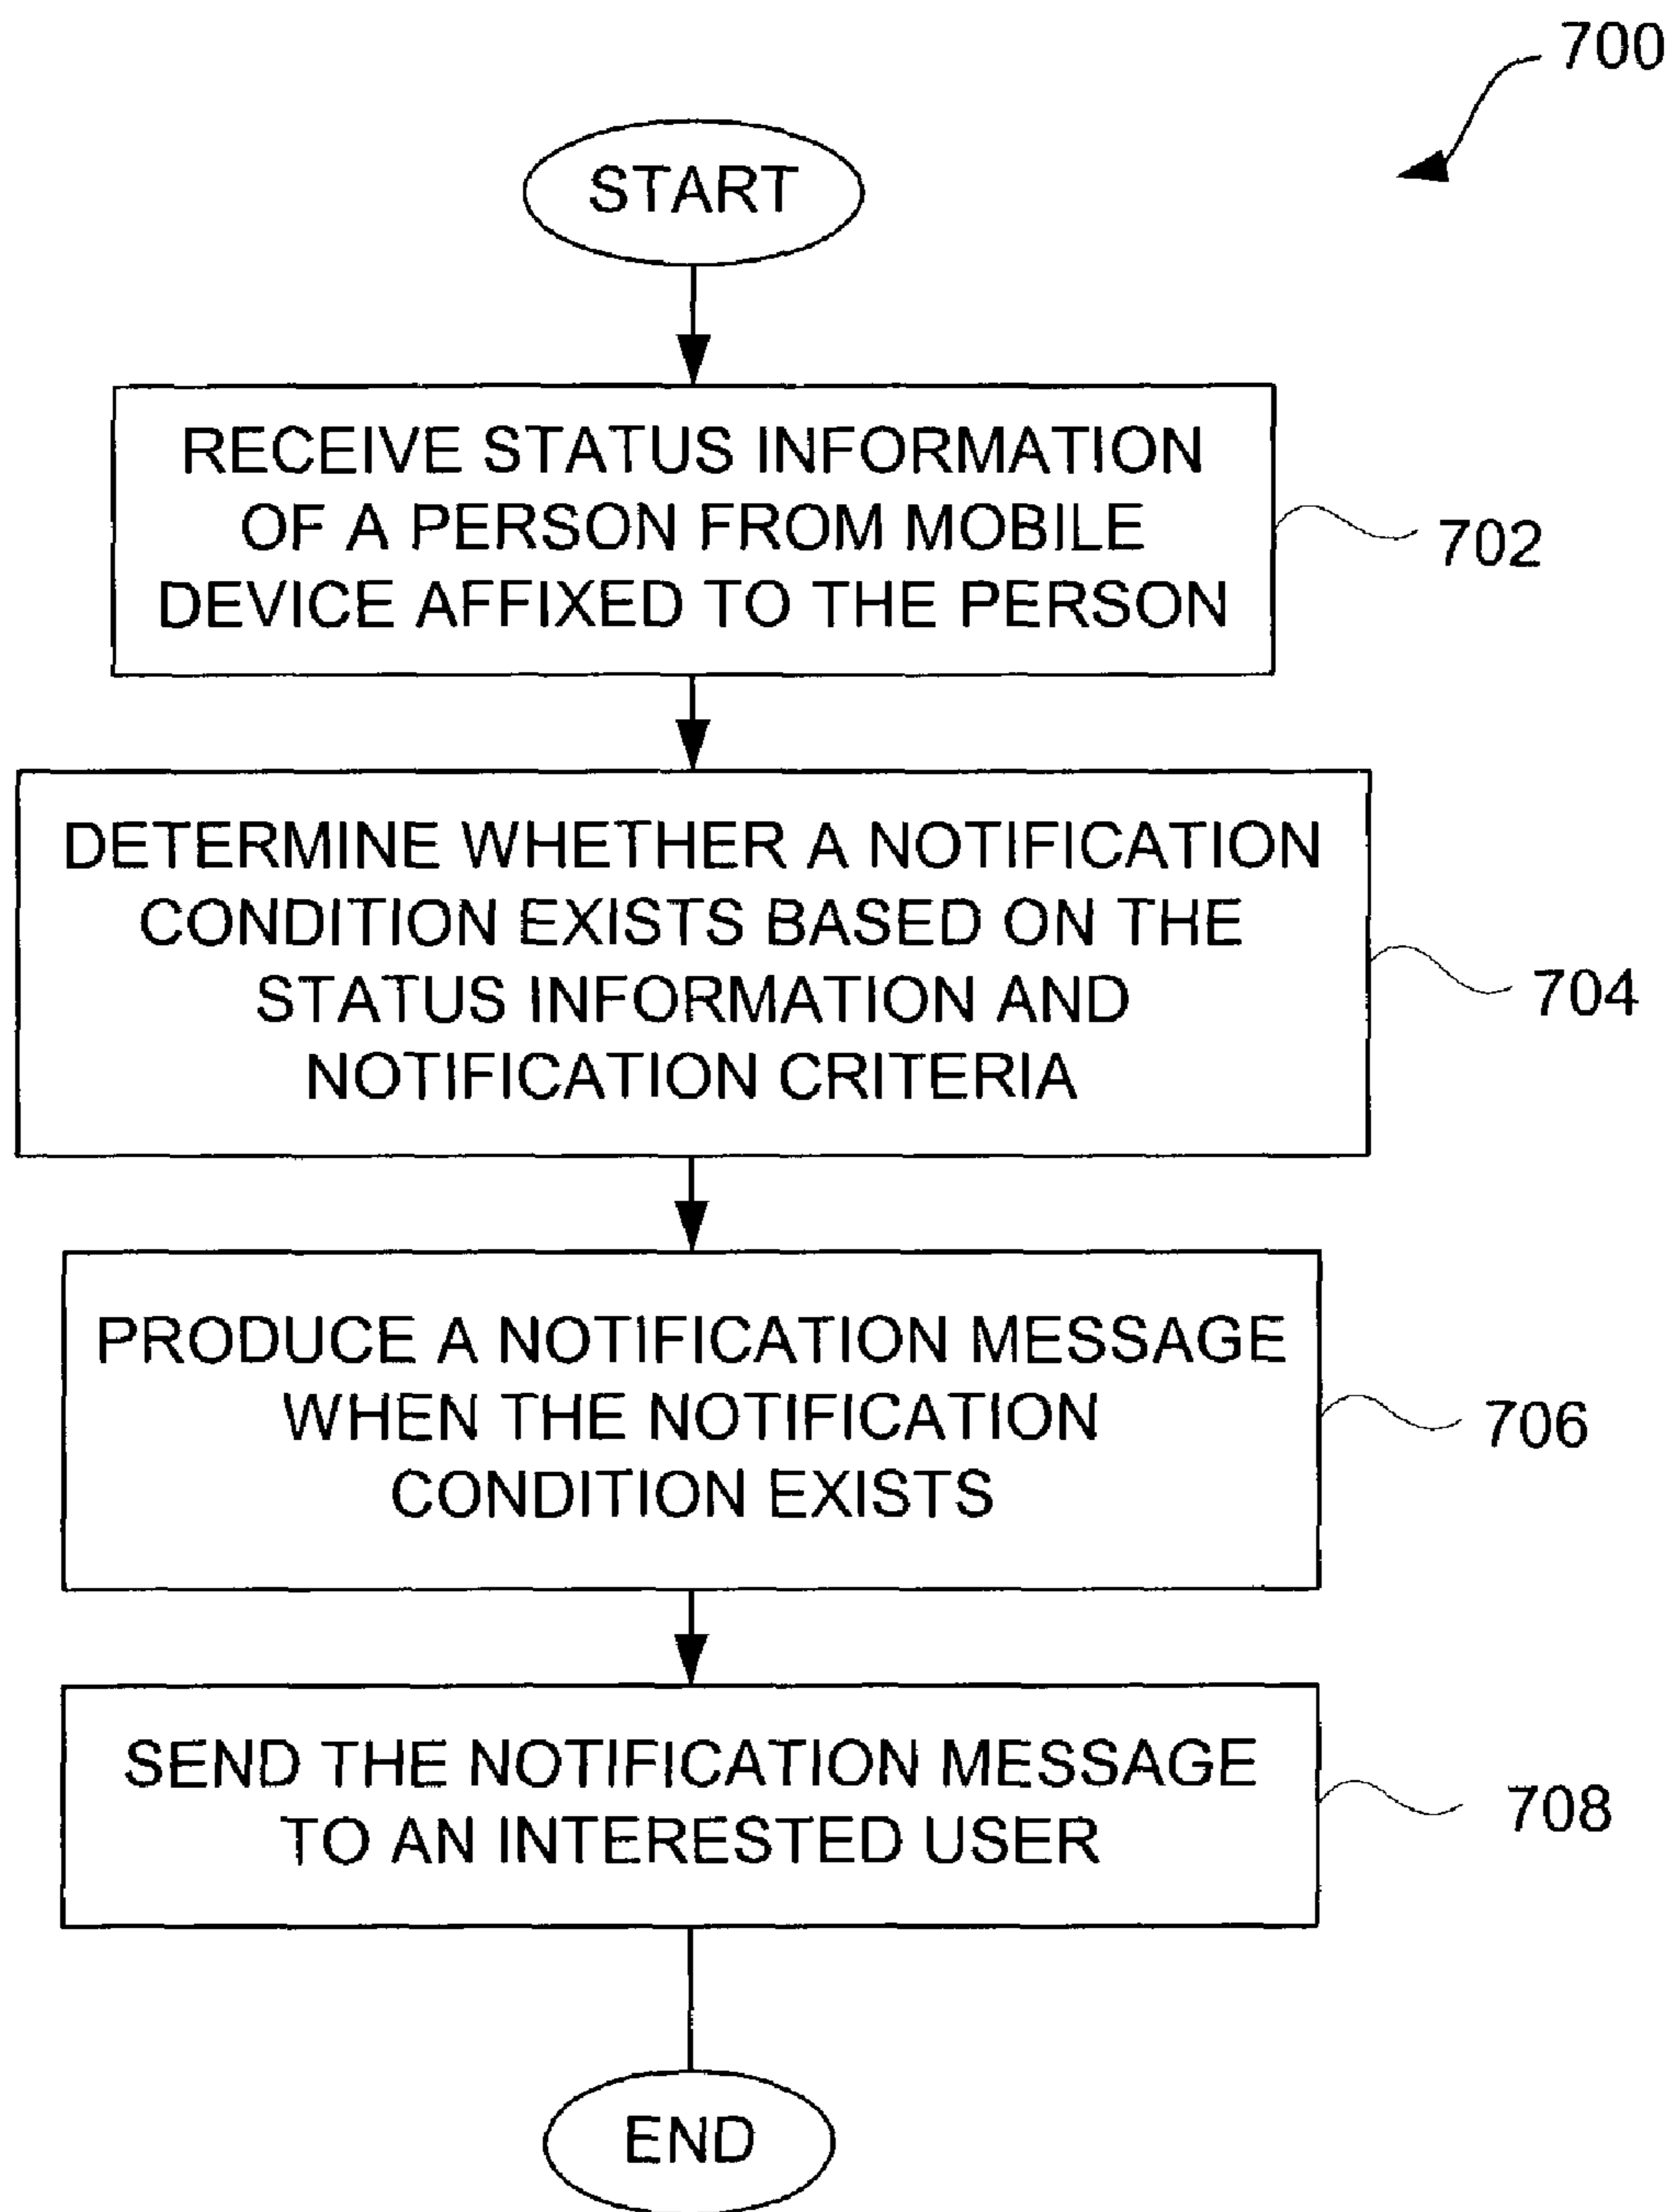 700
START
RECEIVE STATUS INFORMATION
OF A PERSON FROM MOBILE
DEVICE AFFIXED TO THE PERSON
702
DETERMINE WHETHER A NOTIFICATION
CONDITION EXISTS BASED ON THE
STATUS INFORMATION AND
NOTIFICATION CRITERIA
704
PRODUCE A NOTIFICATION MESSAGE
WHEN THE NOTIFICATION
CONDITION EXISTS
706
SEND THE NOTIFICATION MESSAGE
TO AN INTERESTED USER
708
END